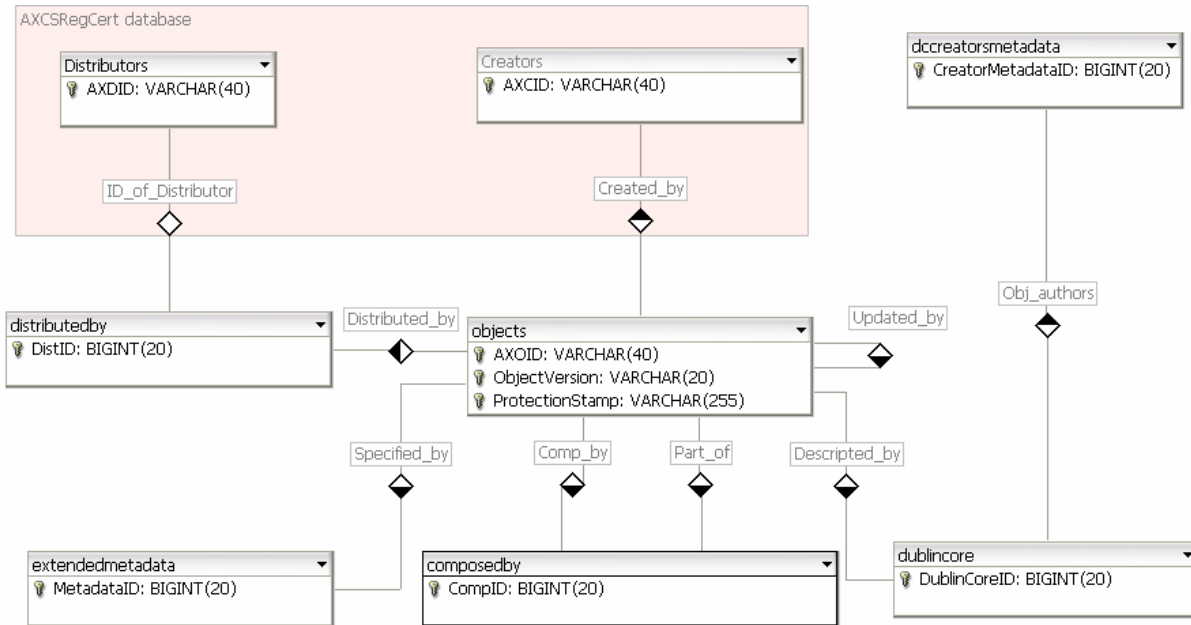 AXCSRegCert database
Distributors
AXDID: VARCHAR(40)
Creators
AXCID: VARCHAR(40)
dccreatorsmetadata
CreatorMetadataID: BIGINT(20)
ID_of_Distributor
Created_by
Obj_authors
distributedby
DistID: BIGINT(20)
Distributed_by
objects
AXOID: VARCHAR(40)
ObjectVersion: VARCHAR(20)
ProtectionStamp: VARCHAR(255)
Updated_by
Specified_by
Comp_by
Part_of
Descripted_by
extendedmetadata
MetadataID: BIGINT(20)
composedby
CompID: BIGINT(20)
dublincore
DublinCoreID: BIGINT(20)